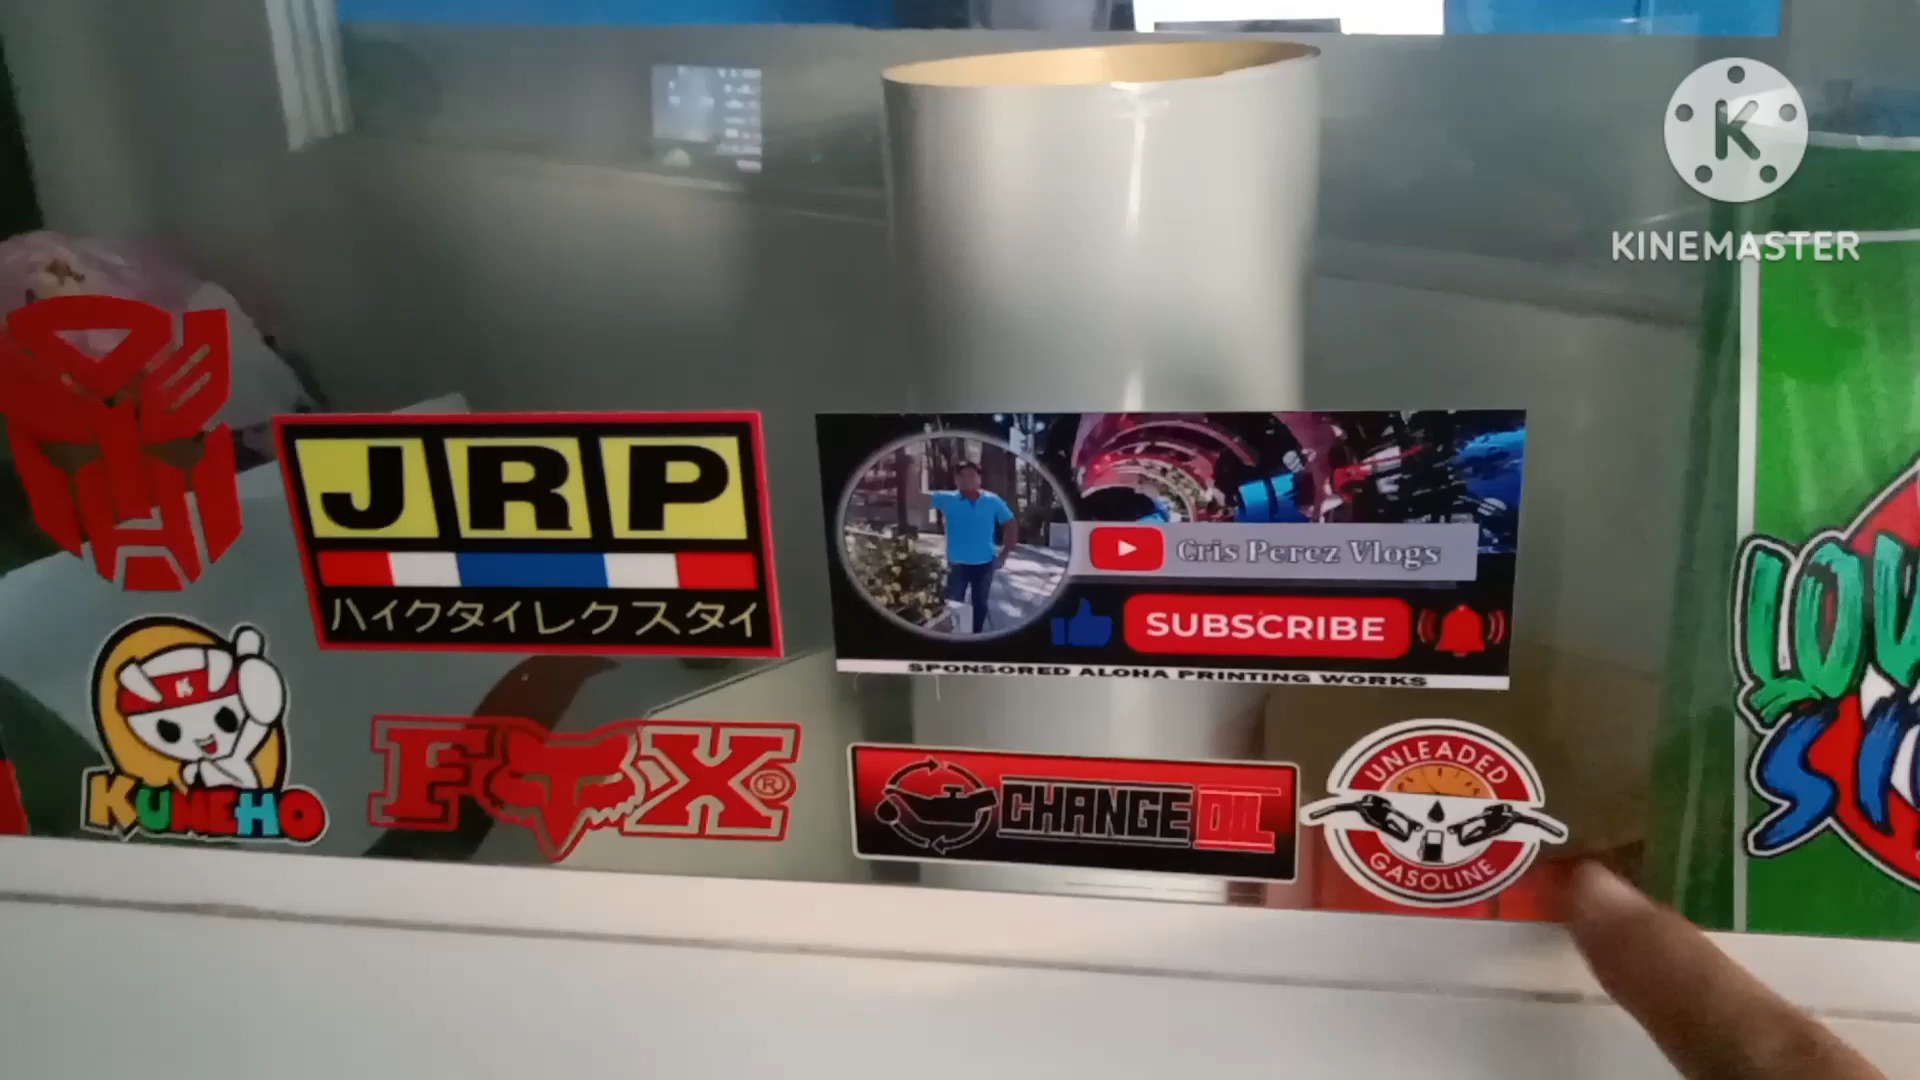 K
KINEMASTER
JRP
ハイクタイレクスタイ
Cris Perez Vlogs
SUBSCRIBE
SPONSORED ALOHA PRINTING WORKS
K
KUNEHO
FOX®
CHANGE OIL
UNLEADED
GASOLINE